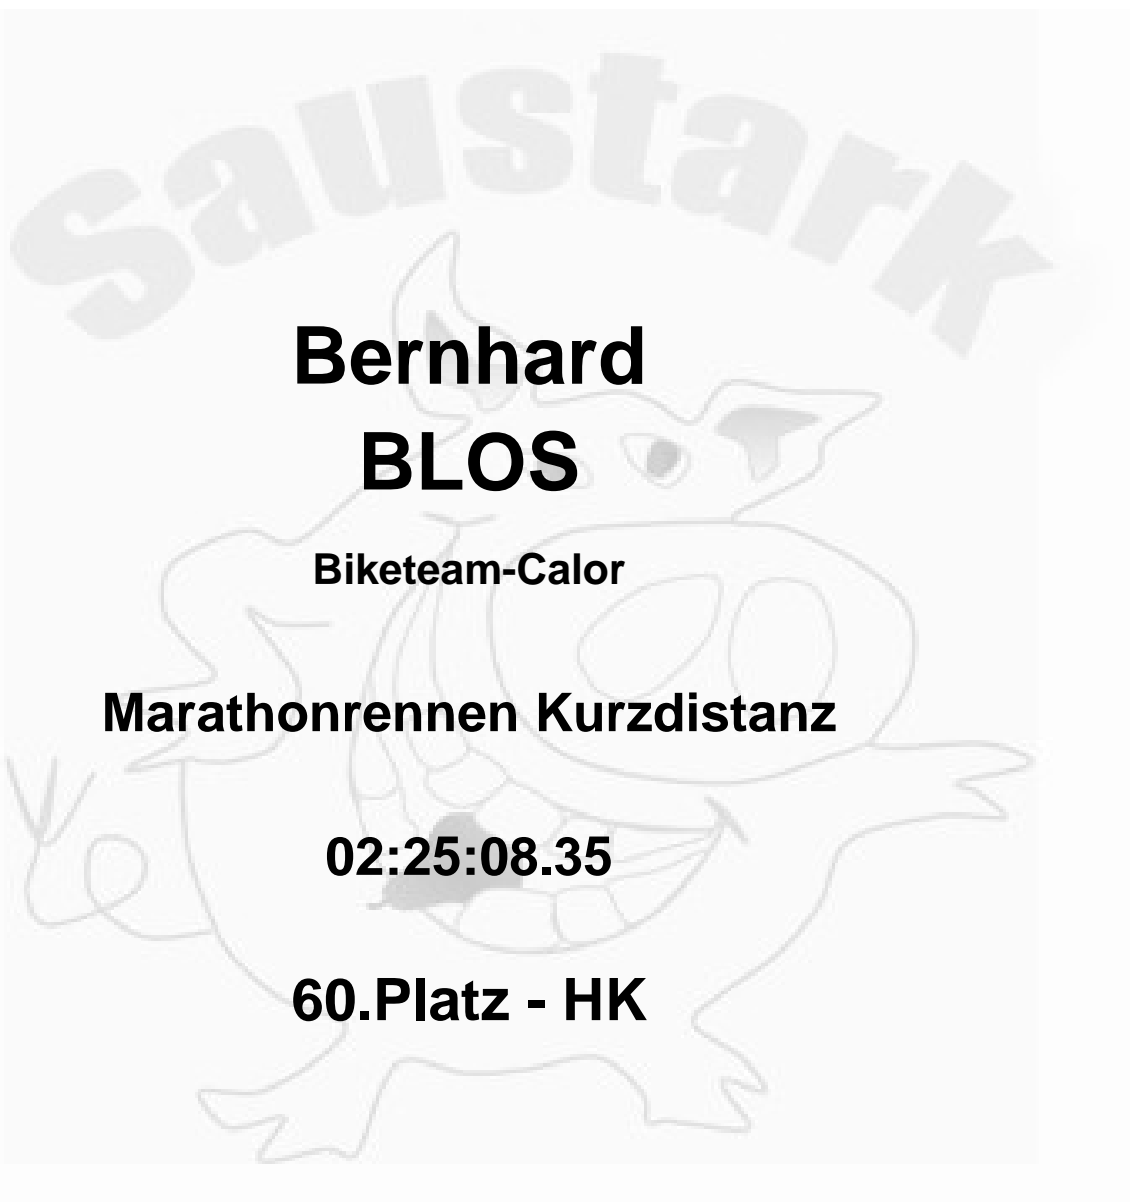 Saustark
Bernhard
BLOS
Biketeam-Calor
Marathonrennen Kurzdistanz
02:25:08.35
60.Platz - HK